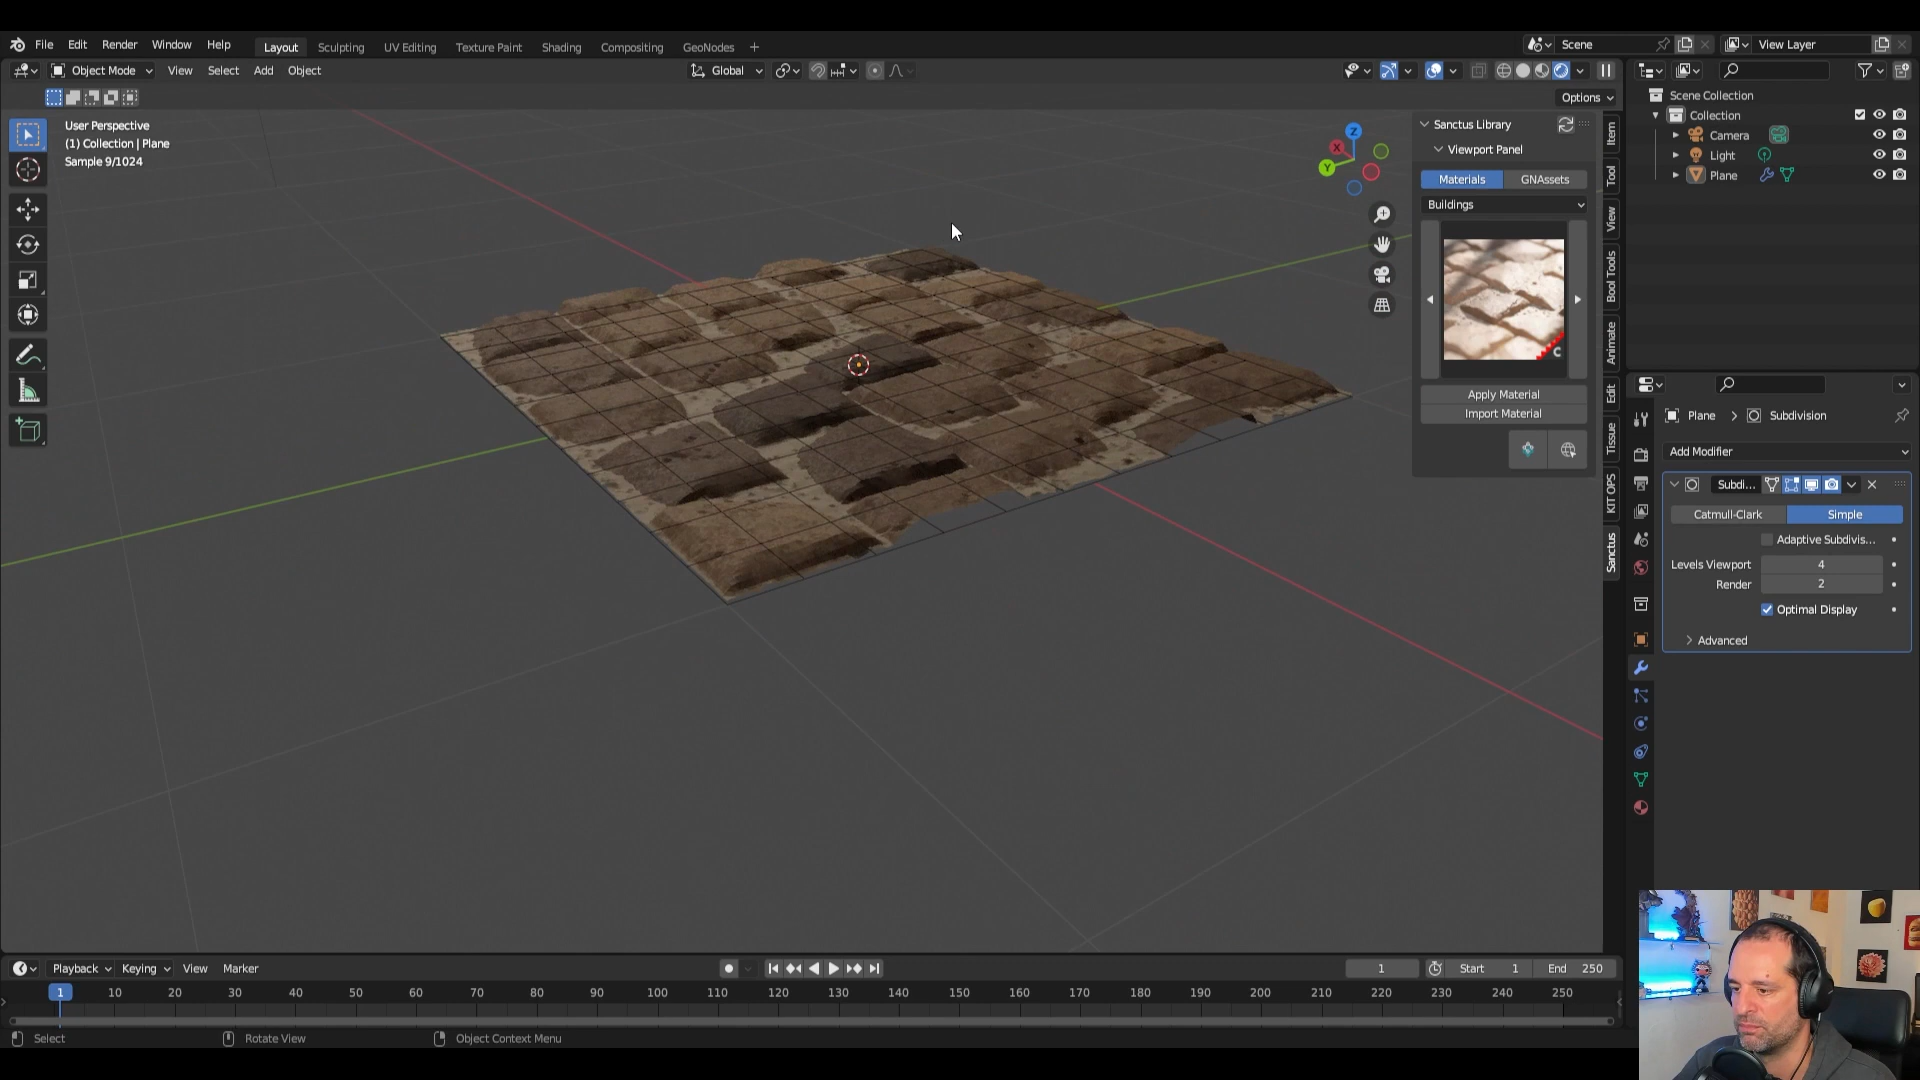 File Edit Render Window Help Layout Sculpting UV Editing Texture Paint Shading Compositing GeoNodes + Scene View Layer
Object Mode View Select Add Object Global
Options
User Perspective
(1) Collection | Plane
Sample 9/1024
Z
X
Y
Sanctus Library
Viewport Panel
Materials GNAssets
Buildings
C
Apply Material
Import Material
Item
Tool
View
Bool Tools
Animate
Edit
Tissue
KIT OPS
Sanctus
Scene Collection
Collection
Camera
Light
Plane
Plane > Subdivision
Add Modifier
Subdi...
Catmull-Clark Simple
Adaptive Subdivis...
Levels Viewport 4
Render 2
Optimal Display
Advanced
Playback Keying View Marker 1 Start 1 End 250
1 10 20 30 40 50 60 70 80 90 100 110 120 130 140 150 160 170 180 190 200 210 220 230 240 250
Select Rotate View Object Context Menu